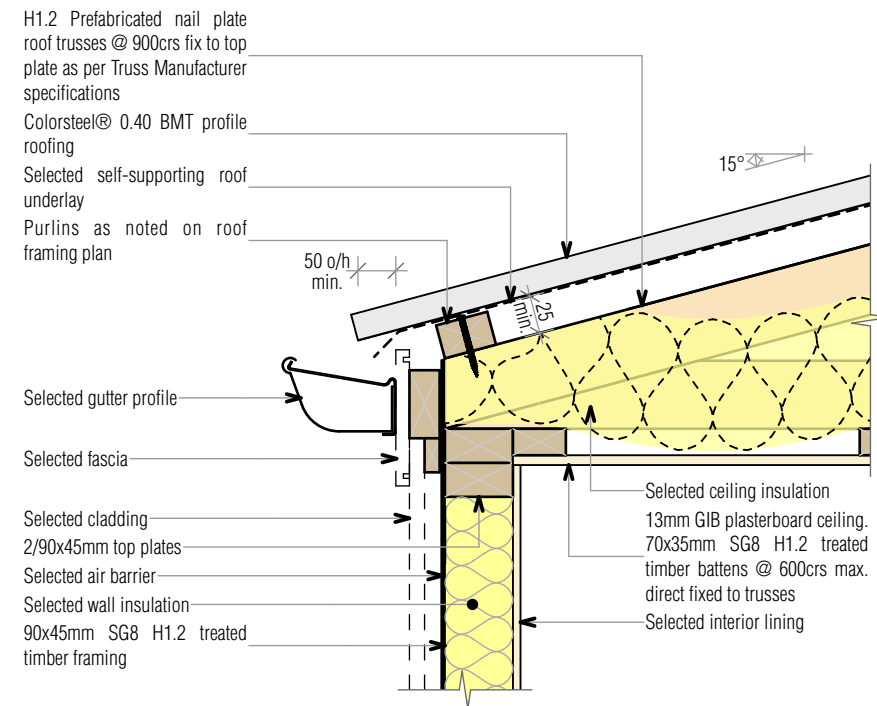 H1.2 Prefabricated nail plate
roof trusses @ 900crs fix to top
plate as per Truss Manufacturer
specifications
Colorsteel® 0.40 BMT profile
roofing
Selected self-supporting roof
underlay
Purlins as noted on roof
framing plan
15°
50 o/h
min.
25
min.
Selected gutter profile
Selected fascia
Selected cladding
2/90x45mm top plates
Selected air barrier
Selected wall insulation
90x45mm SG8 H1.2 treated
timber framing
Selected ceiling insulation
13mm GIB plasterboard ceiling.
70x35mm SG8 H1.2 treated
timber battens @ 600crs max.
direct fixed to trusses
Selected interior lining